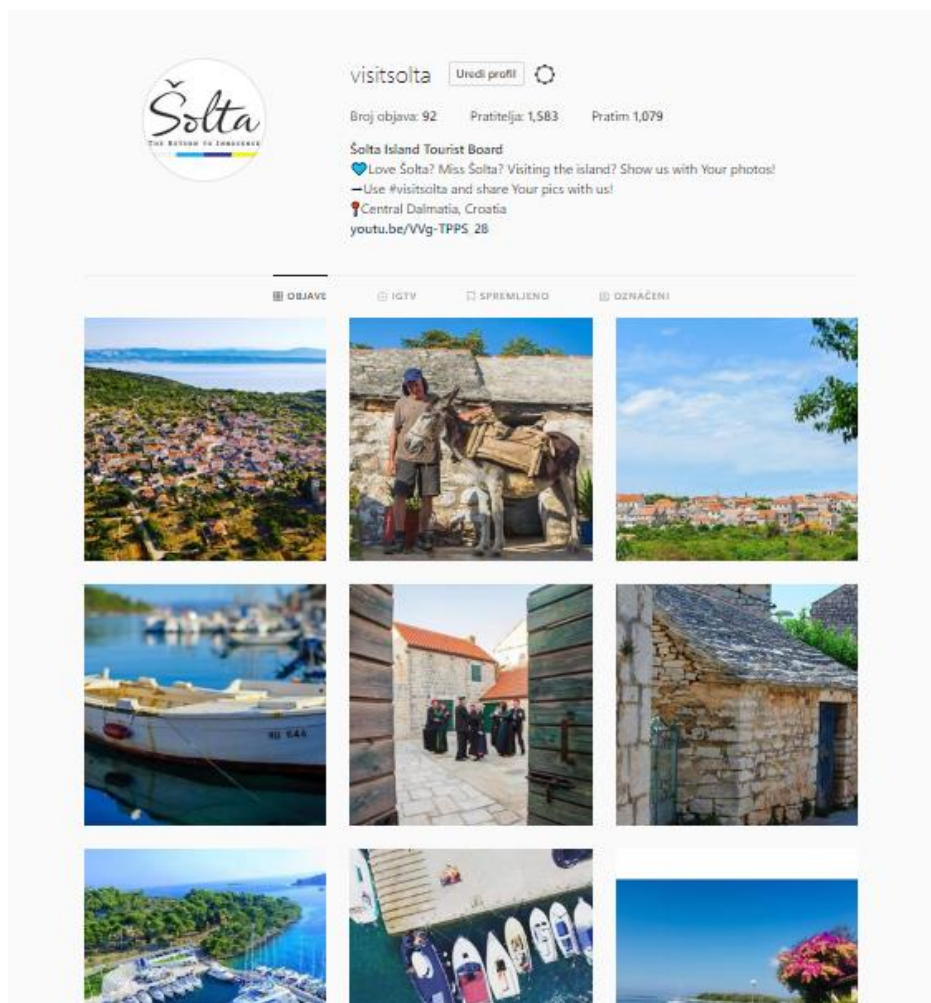 Šolta
THE RETURN TO INNOCENCE
visitsolta Uredi profil
Broj objava: 92 Pratitelja: 1,583 Pratim 1,079
Šolta Island Tourist Board
Love Šolta? Miss Šolta? Visiting the island? Show us with Your photos!
Use #visitsolta and share Your pics with us!
Central Dalmatia, Croatia
youtu.be/VVg-TPPS_28
OBJAVE IGTV SPREMLJENO OZNAČENI
644